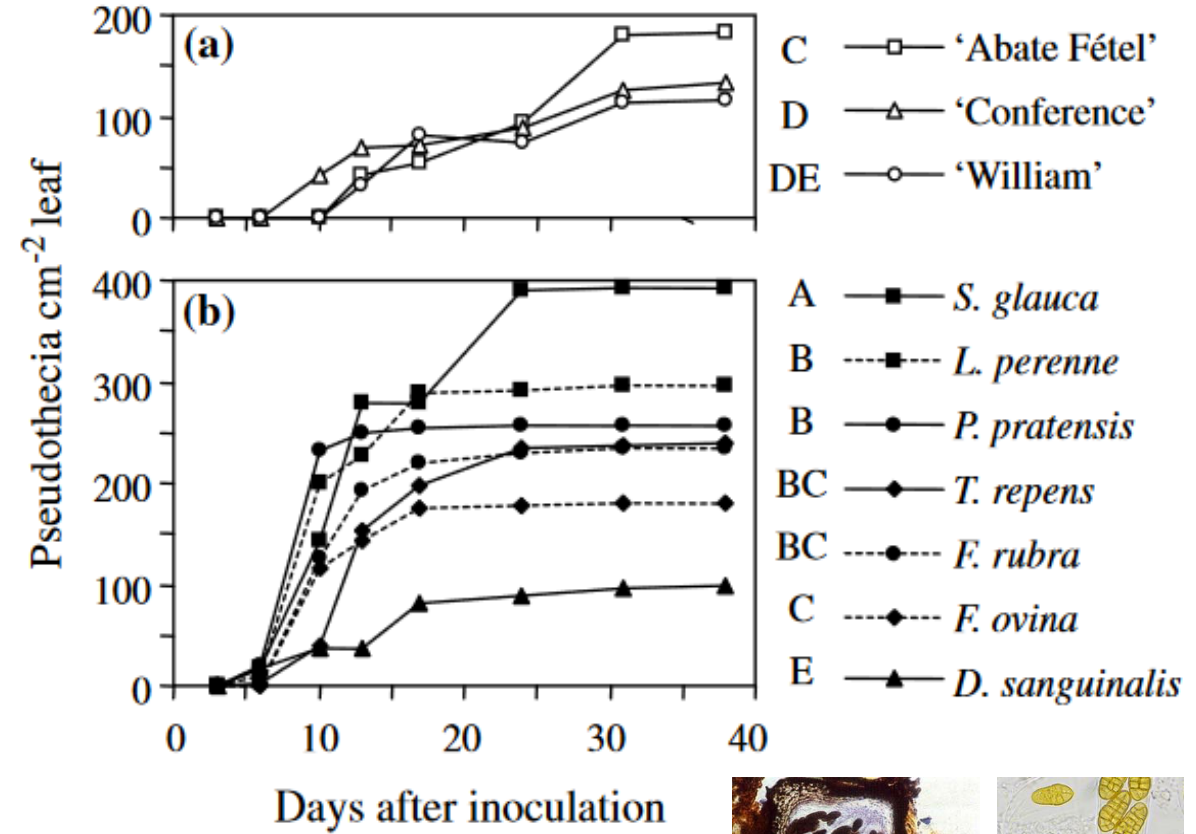 200
(a)
100
0
C 'Abate Fétel'
D 'Conference'
DE 'William'
Pseudothecia cm-2 leaf
400
(b)
300
200
100
0
A S. glauca
B L. perenne
B P. pratensis
BC T. repens
BC F. rubra
C F. ovina
E D. sanguinalis
0 10 20 30 40
Days after inoculation